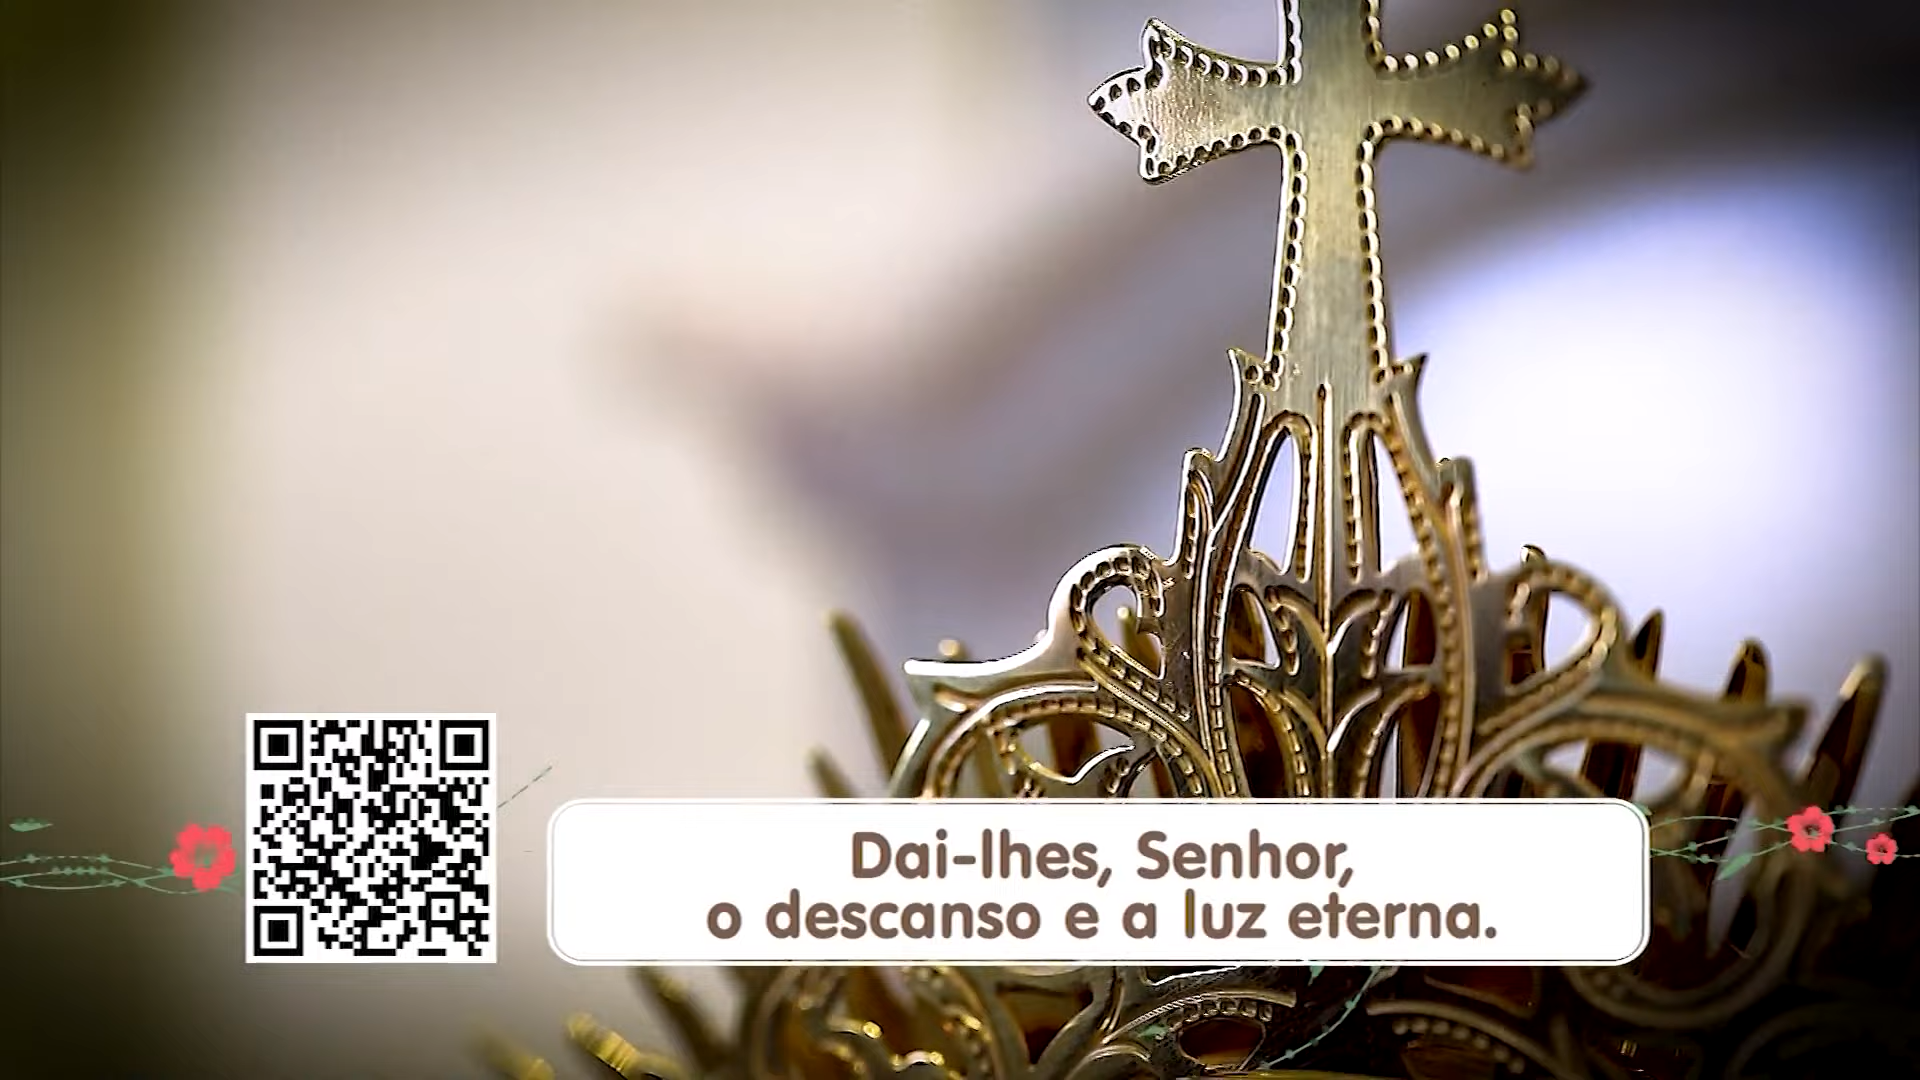 Dai-lhes, Senhor,
o descanso e a luz eterna.